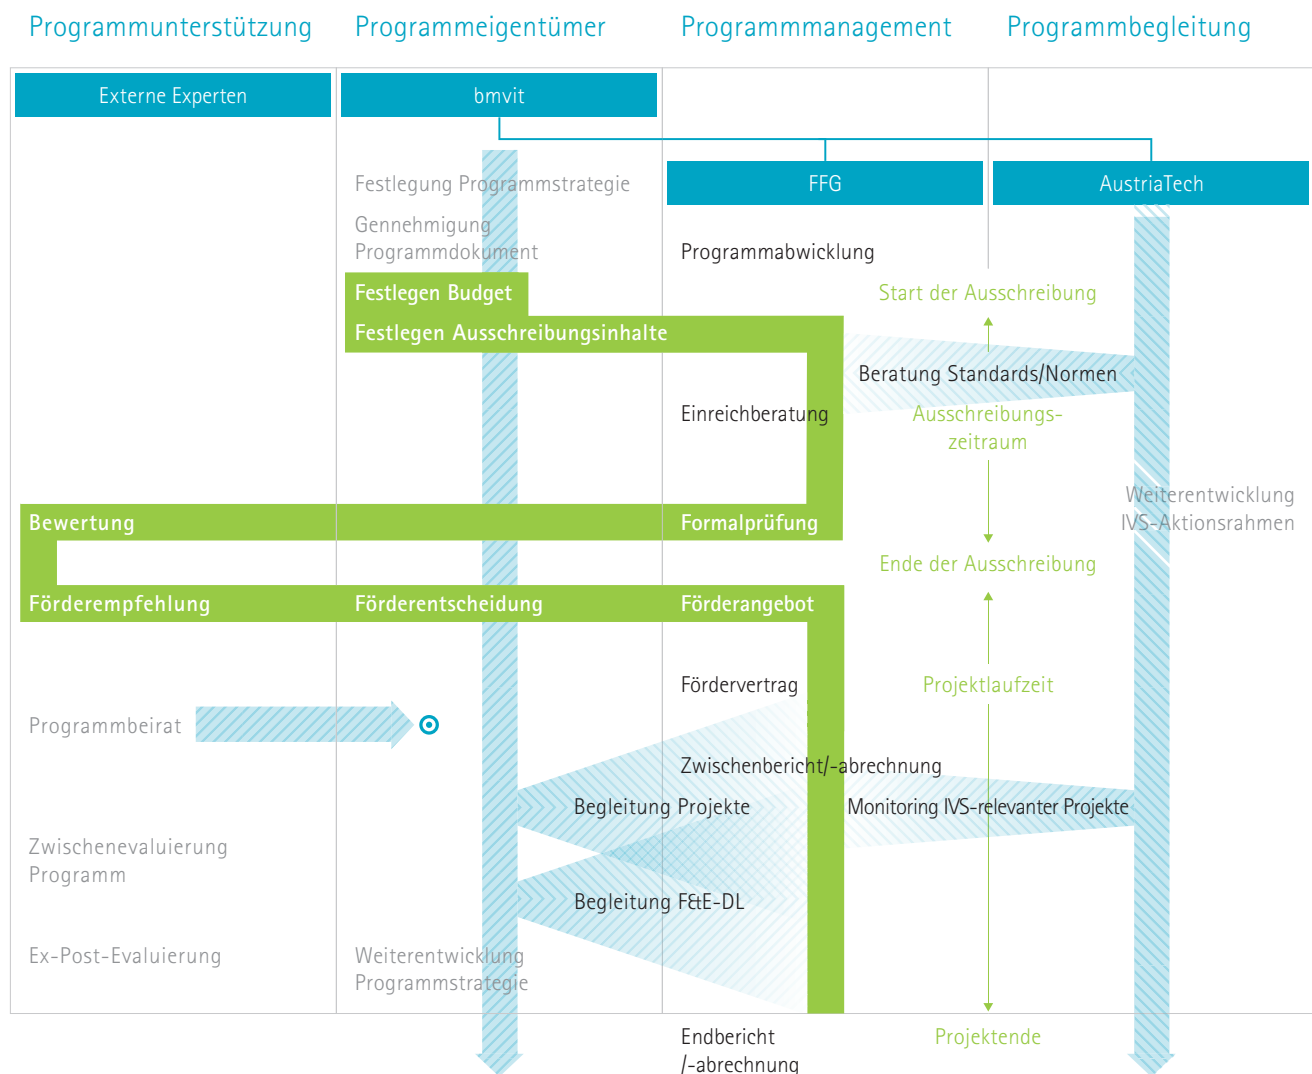 Programmunterstützung
Programmeigentümer
Programmmanagement
Programmbegleitung
Externe Experten
bmvit
FFG
AustriaTech
Festlegung Programmstrategie
Gennehmigung
Programmdokument
Programmabwicklung
Festlegen Budget
Start der Ausschreibung
Festlegen Ausschreibungsinhalte
Beratung Standards/Normen
Einreichberatung
Ausschreibungs-
zeitraum
Weiterentwicklung
IVS-Aktionsrahmen
Bewertung
Formalprüfung
Ende der Ausschreibung
Förderempfehlung
Förderentscheidung
Förderangebot
Fördervertrag
Projektlaufzeit
Programmbeirat
Zwischenbericht/-abrechnung
Begleitung Projekte
Monitoring IVS-relevanter Projekte
Zwischenevaluierung
Programm
Begleitung F&E-DL
Ex-Post-Evaluierung
Weiterentwicklung
Programmstrategie
Endbericht
/-abrechnung
Projektende